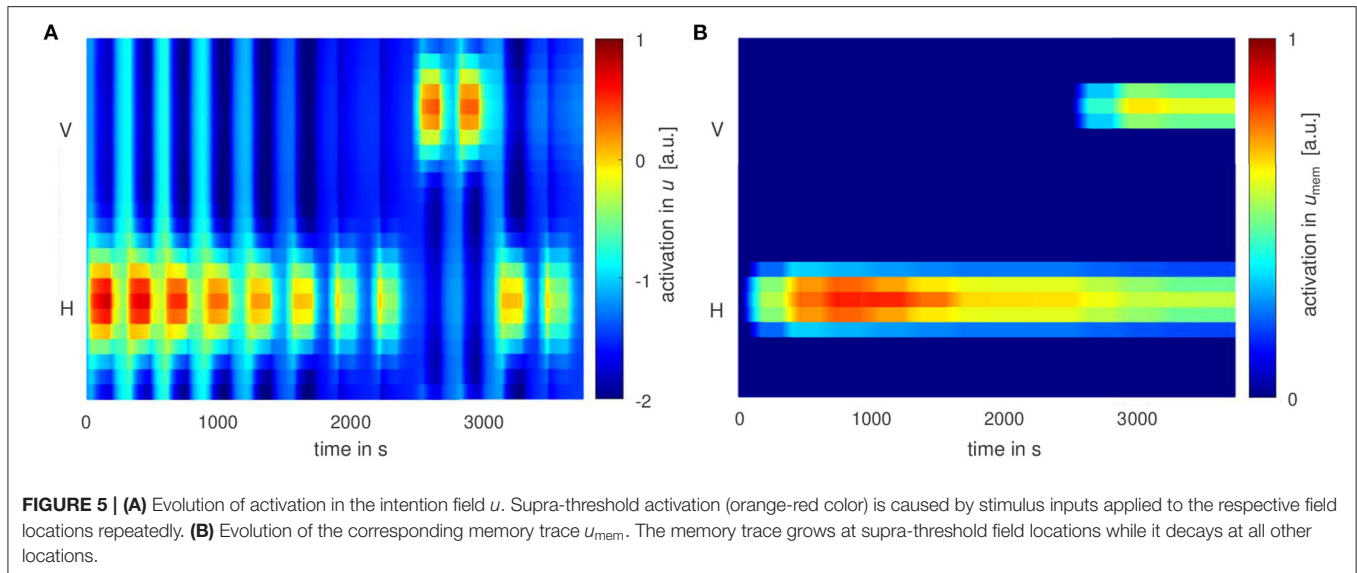 A
B
1
0
-1
-2
activation in u [a.u.]
V
H
0
1000
2000
3000
time in s
1
0
activation in umem [a.u.]
V
H
0
1000
2000
3000
time in s
FIGURE 5 | (A) Evolution of activation in the intention field u. Supra-threshold activation (orange-red color) is caused by stimulus inputs applied to the respective field
locations repeatedly. (B) Evolution of the corresponding memory trace umem. The memory trace grows at supra-threshold field locations while it decays at all other
locations.